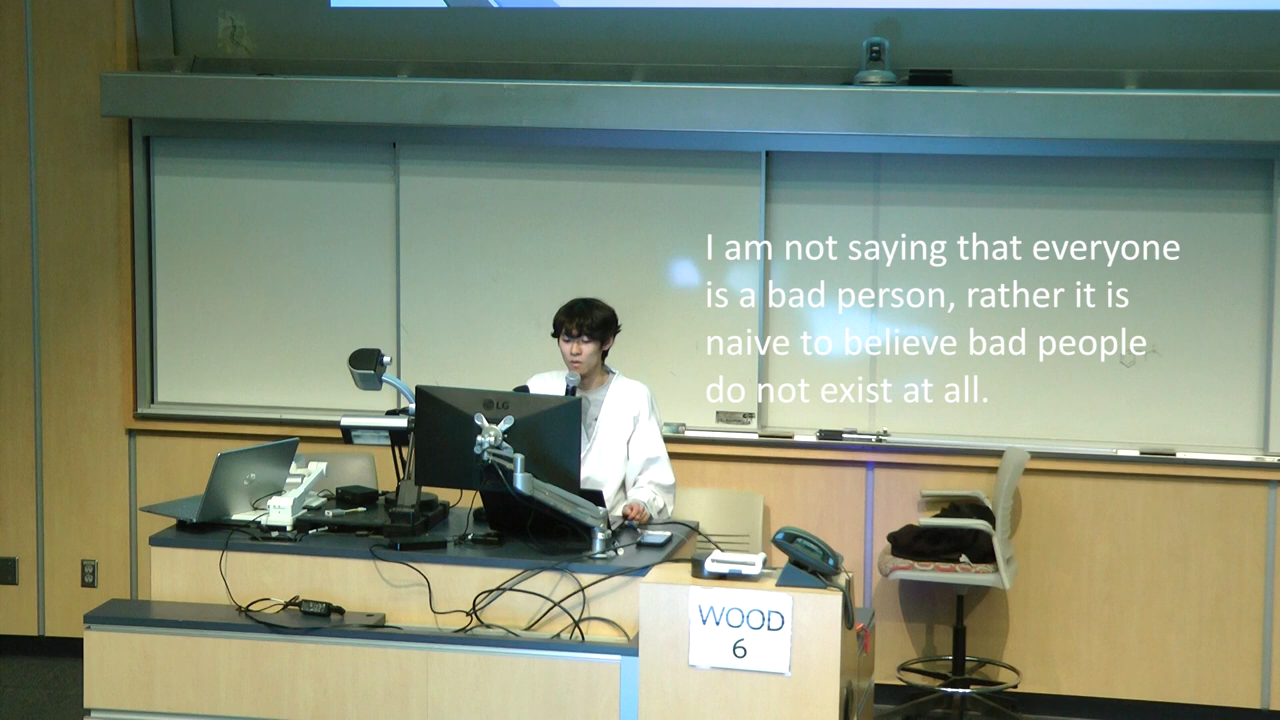 I am not saying that everyone
is a bad person, rather it is
naive to believe bad people
do not exist at all.
LG
WOOD
6